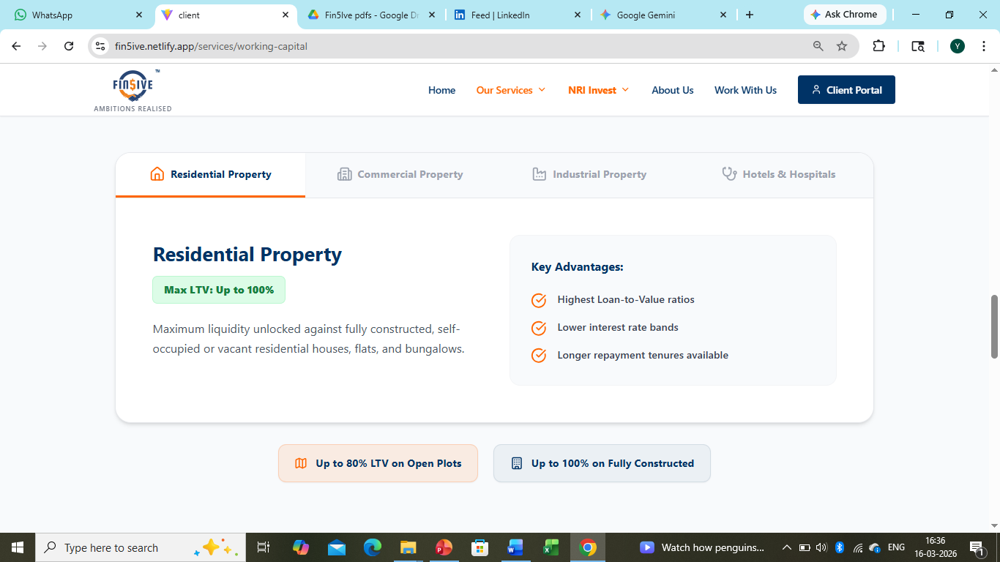 WhatsApp
client
Fin5lve pdfs - Google Dr
Feed | LinkedIn
Google Gemini
Ask Chrome
fin5ive.netlify.app/services/working-capital
Y
FIN5IVE
TM
AMBITIONS REALISED
Home
Our Services
NRI Invest
About Us
Work With Us
Client Portal
Residential Property
Commercial Property
Industrial Property
Hotels & Hospitals
Residential Property
Max LTV: Up to 100%
Maximum liquidity unlocked against fully constructed, self-
occupied or vacant residential houses, flats, and bungalows.
Key Advantages:
Highest Loan-to-Value ratios
Lower interest rate bands
Longer repayment tenures available
Up to 80% LTV on Open Plots
Up to 100% on Fully Constructed
Type here to search
Watch how penguins...
ENG
16:36
16-03-2026
1